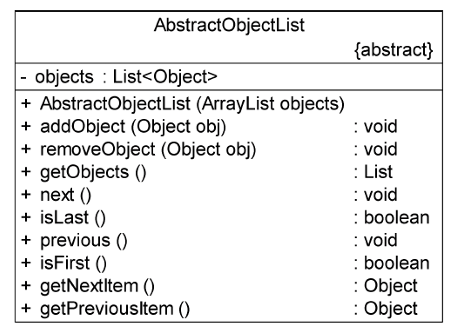 AbstractObjectList
{abstract}
- objects : List<Object>
+ AbstractObjectList (ArrayList objects)
+ addObject (Object obj) : void
+ removeObject (Object obj) : void
+ getObjects () : List
+ next () : void
+ isLast () : boolean
+ previous () : void
+ isFirst () : boolean
+ getNextItem () : Object
+ getPreviousItem () : Object